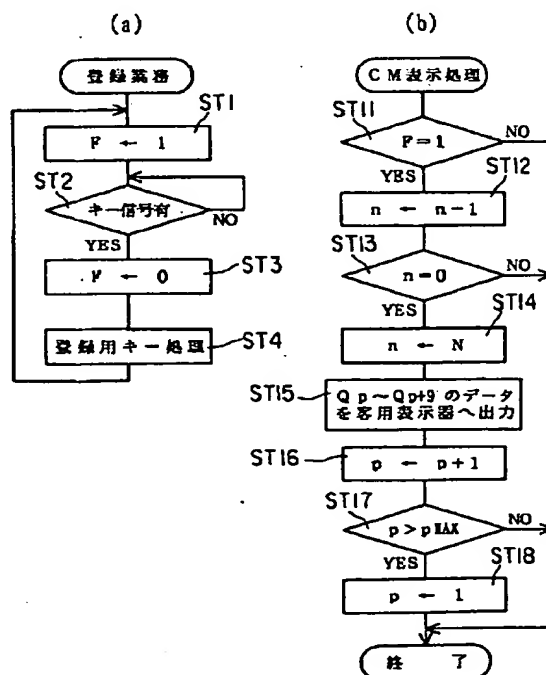 (a)
登録業務
ST1
F ← 1
ST2
キー信号有
NO
YES
F ← 0
ST3
登録用キー処理
ST4
(b)
CM表示処理
ST11
F=1
NO
YES
ST12
n ← n-1
ST13
n=0
NO
YES
ST14
n ← N
ST15
Qp～Qp+9のデータ
を客用表示器へ出力
ST16
p ← p+1
ST17
p>pMAX
NO
YES
ST18
p ← 1
終 了